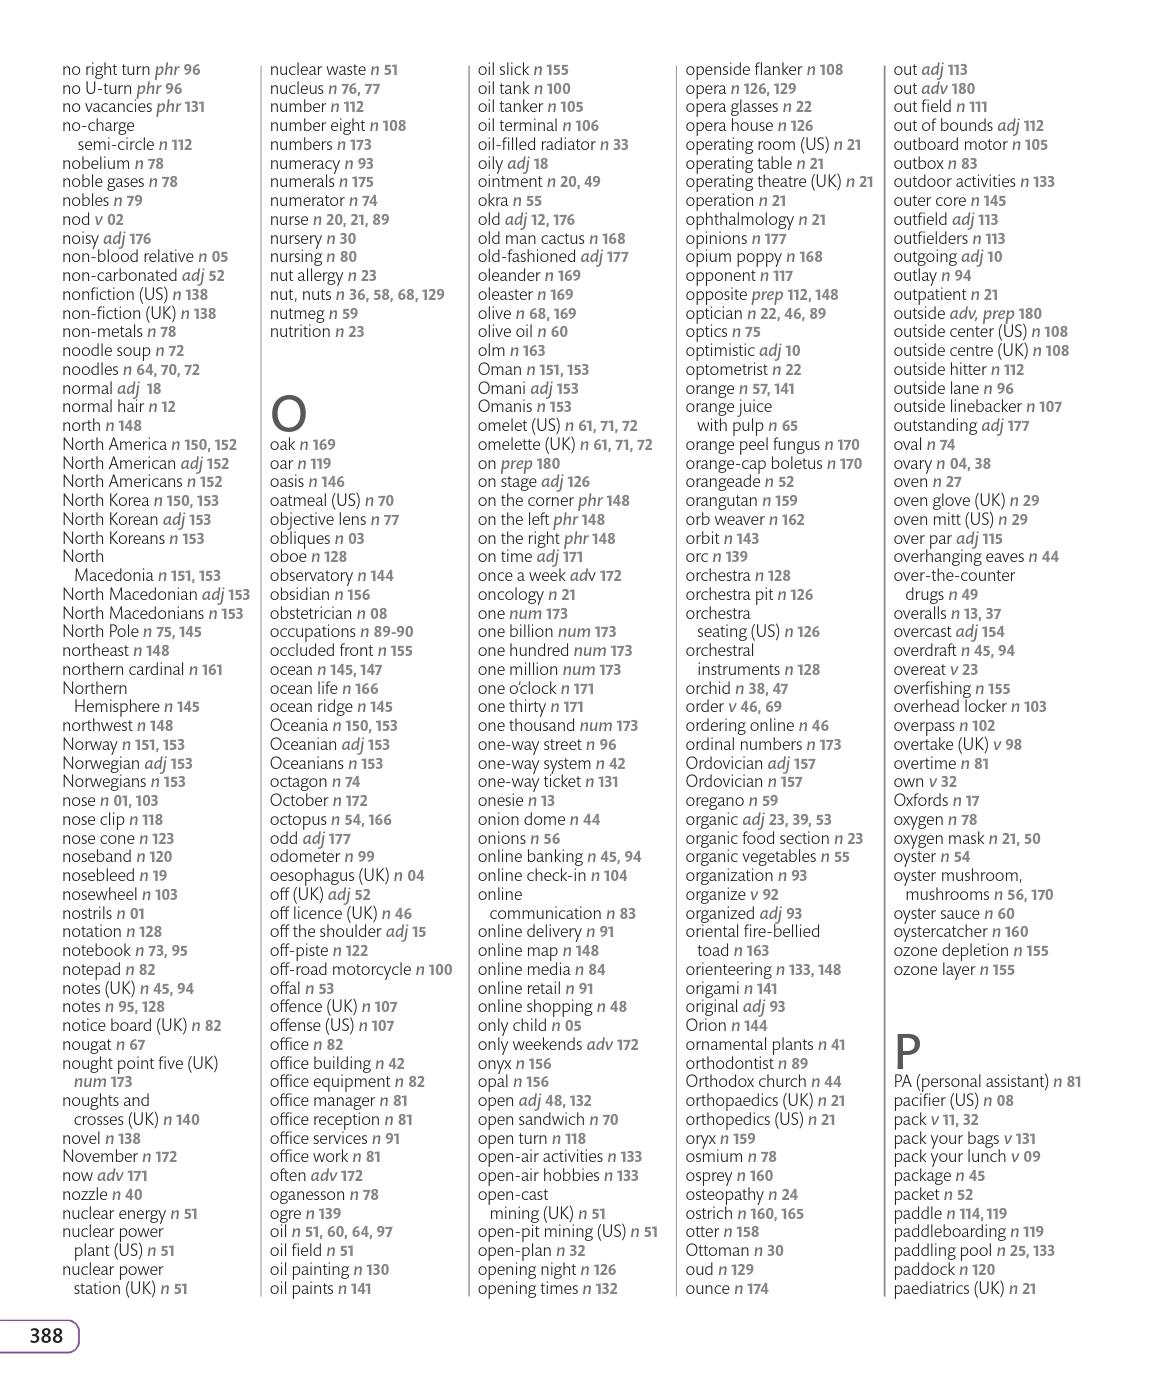 no right turn phr 96
no U-turn phr 96
no vacancies phr 131
no-charge
semi-circle n 112
nobelium n 78
noble gases n 78
nobles n 79
nod v 02
noisy adj 176
non-blood relative n 05
non-carbonated adj 52
nonfiction (US) n 138
non-fiction (UK) n 138
non-metals n 78
noodle soup n 72
noodles n 64, 70, 72
normal adj 18
normal hair n 12
north n 148
North America n 150, 152
North American adj 152
North Americans n 152
North Korea n 150, 153
North Korean adj 153
North Koreans n 153
North
Macedonia n 151, 153
North Macedonian adj 153
North Macedonians n 153
North Pole n 75, 145
northeast n 148
northern cardinal n 161
Northern
Hemisphere n 145
northwest n 148
Norway n 151, 153
Norwegian adj 153
Norwegians n 153
nose n 01, 103
nose clip n 118
nose cone n 123
noseband n 120
nosebleed n 19
nosewheel n 103
nostrils n 01
notation n 128
notebook n 73, 95
notepad n 82
notes (UK) n 45, 94
notes n 95, 128
notice board (UK) n 82
nougat n 67
nought point five (UK)
num 173
noughts and
crosses (UK) n 140
novel n 138
November n 172
now adv 171
nozzle n 40
nuclear energy n 51
nuclear power
plant (US) n 51
nuclear power
station (UK) n 51
nuclear waste n 51
nucleus n 76, 77
number n 112
number eight n 108
numbers n 173
numeracy n 93
numerals n 175
numerator n 74
nurse n 20, 21, 89
nursery n 30
nursing n 80
nut allergy n 23
nut, nuts n 36, 58, 68, 129
nutmeg n 59
nutrition n 23
O
oak n 169
oar n 119
oasis n 146
oatmeal (US) n 70
objective lens n 77
obliques n 03
oboe n 128
observatory n 144
obsidian n 156
obstetrician n 08
occupations n 89-90
occluded front n 155
ocean n 145, 147
ocean life n 166
ocean ridge n 145
Oceania n 150, 153
Oceanian adj 153
Oceanians n 153
octagon n 74
October n 172
octopus n 54, 166
odd adj 177
odometer n 99
oesophagus (UK) n 04
off (UK) adj 52
off licence (UK) n 46
off the shoulder adj 15
off-piste n 122
off-road motorcycle n 100
offal n 53
offence (UK) n 107
offense (US) n 107
office n 82
office building n 42
office equipment n 82
office manager n 81
office reception n 81
office services n 91
office work n 81
often adv 172
oganesson n 78
ogre n 139
oil n 51, 60, 64, 97
oil field n 51
oil painting n 130
oil paints n 141
oil slick n 155
oil tank n 100
oil tanker n 105
oil terminal n 106
oil-filled radiator n 33
oily adj 18
ointment n 20, 49
okra n 55
old adj 12, 176
old man cactus n 168
old-fashioned adj 177
oleander n 169
oleaster n 169
olive n 68, 169
olive oil n 60
olm n 163
Oman n 151, 153
Omani adj 153
Omanis n 153
omelet (US) n 61, 71, 72
omelette (UK) n 61, 71, 72
on prep 180
on stage adj 126
on the corner phr 148
on the left phr 148
on the right phr 148
on time adj 171
once a week adv 172
oncology n 21
one num 173
one billion num 173
one hundred num 173
one million num 173
one o'clock n 171
one thirty n 171
one thousand num 173
one-way street n 96
one-way system n 42
one-way ticket n 131
onesie n 13
onion dome n 44
onions n 56
online banking n 45, 94
online check-in n 104
online
communication n 83
online delivery n 91
online map n 148
online media n 84
online retail n 91
online shopping n 48
only child n 05
only weekends adv 172
onyx n 156
opal n 156
open adj 48, 132
open sandwich n 70
open turn n 118
open-air activities n 133
open-air hobbies n 133
open-cast
mining (UK) n 51
open-pit mining (US) n 51
open-plan n 32
opening night n 126
opening times n 132
openside flanker n 108
opera n 126, 129
opera glasses n 22
opera house n 126
operating room (US) n 21
operating table n 21
operating theatre (UK) n 21
operation n 21
ophthalmology n 21
opinions n 177
opium poppy n 168
opponent n 117
opposite prep 112, 148
optician n 22, 46, 89
optics n 75
optimistic adj 10
optometrist n 22
orange n 57, 141
orange juice
with pulp n 65
orange peel fungus n 170
orange-cap boletus n 170
orangeade n 52
orangutan n 159
orb weaver n 162
orbit n 143
orc n 139
orchestra n 128
orchestra pit n 126
orchestra
seating (US) n 126
orchestral
instruments n 128
orchid n 38, 47
order v 46, 69
ordering online n 46
ordinal numbers n 173
Ordovician adj 157
Ordovician n 157
oregano n 59
organic adj 23, 39, 53
organic food section n 23
organic vegetables n 55
organization n 93
organize v 92
organized adj 93
oriental fire-bellied
toad n 163
orienteering n 133, 148
origami n 141
original adj 93
Orion n 144
ornamental plants n 41
orthodontist n 89
Orthodox church n 44
orthopaedics (UK) n 21
orthopedics (US) n 21
oryx n 159
osmium n 78
osprey n 160
osteopathy n 24
ostrich n 160, 165
otter n 158
Ottoman n 30
oud n 129
ounce n 174
out adj 113
out adv 180
out field n 111
out of bounds adj 112
outboard motor n 105
outbox n 83
outdoor activities n 133
outer core n 145
outfield adj 113
outfielders n 113
outgoing adj 10
outlay n 94
outpatient n 21
outside adv, prep 180
outside center (US) n 108
outside centre (UK) n 108
outside hitter n 112
outside lane n 96
outside linebacker n 107
outstanding adj 177
oval n 74
ovary n 04, 38
oven n 27
oven glove (UK) n 29
oven mitt (US) n 29
over par adj 115
overhanging eaves n 44
over-the-counter
drugs n 49
overalls n 13, 37
overcast adj 154
overdraft n 45, 94
overeat v 23
overfishing n 155
overhead locker n 103
overpass n 102
overtake (UK) v 98
overtime n 81
own v 32
Oxfords n 17
oxygen n 78
oxygen mask n 21, 50
oyster n 54
oyster mushroom,
mushrooms n 56, 170
oyster sauce n 60
oystercatcher n 160
ozone depletion n 155
ozone layer n 155
P
PA (personal assistant) n 81
pacifier (US) n 08
pack v 11, 32
pack your bags v 131
pack your lunch v 09
package n 45
packet n 52
paddle n 114, 119
paddleboarding n 119
paddling pool n 25, 133
paddock n 120
paediatrics (UK) n 21
388